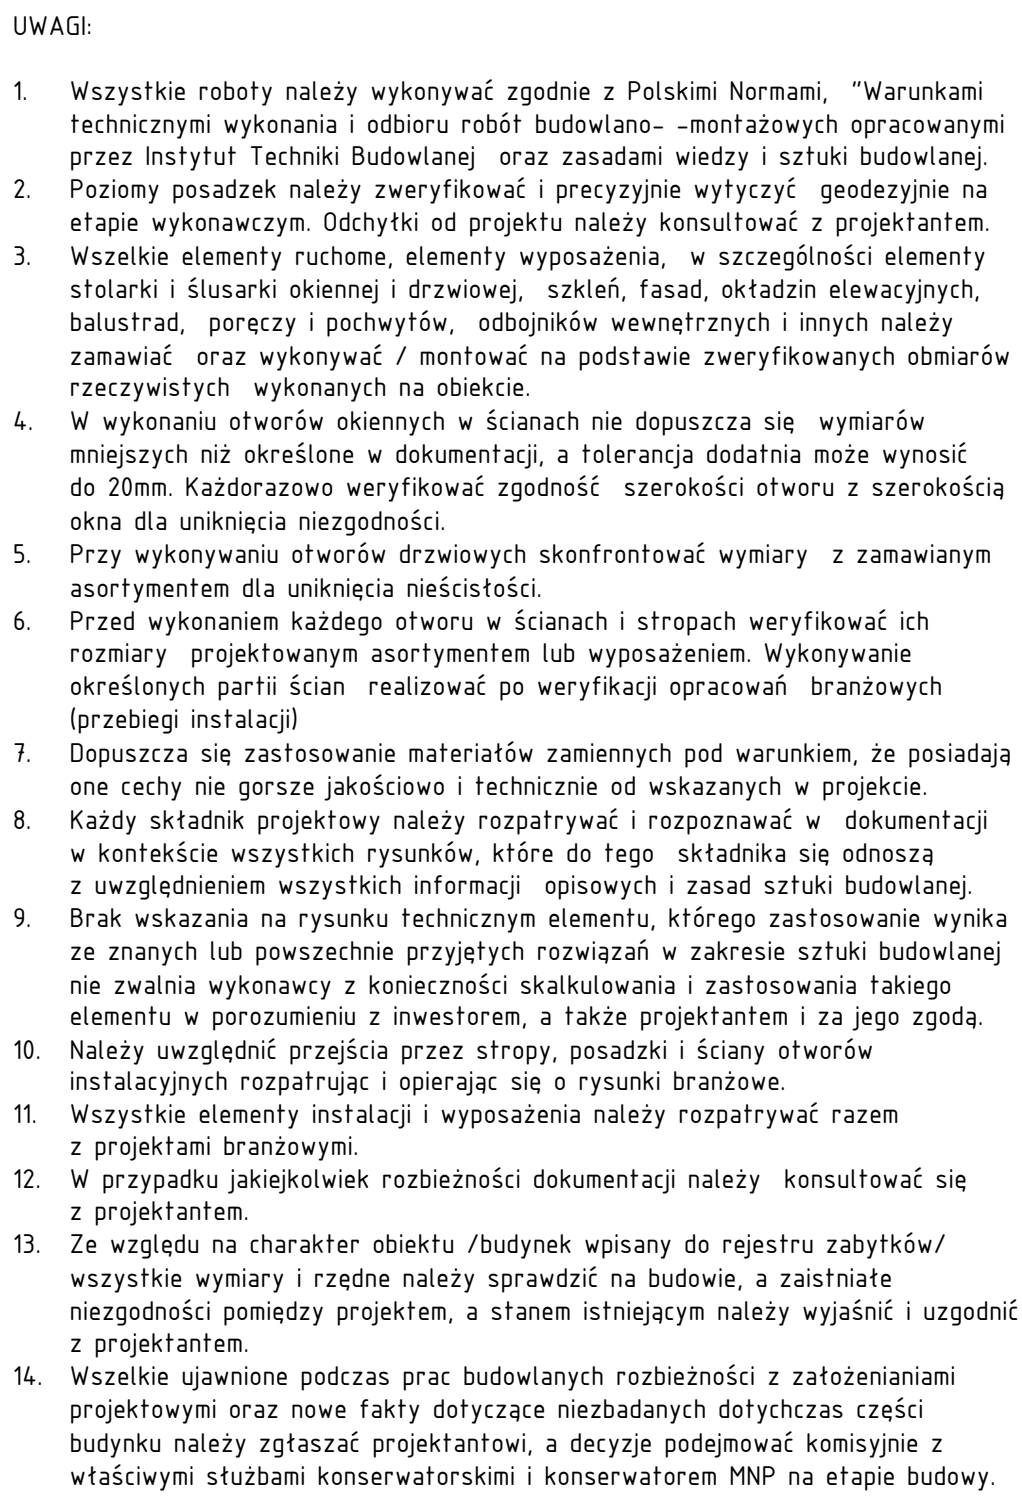 UWAGI:
1. Wszystkie roboty należy wykonywać zgodnie z Polskimi Normami, "Warunkami
technicznymi wykonania i odbioru robót budowlano- -montażowych opracowanymi
przez Instytut Techniki Budowlanej oraz zasadami wiedzy i sztuki budowlanej.
2. Poziomy posadzek należy zweryfikować i precyzyjnie wytyczyć geodezyjnie na
etapie wykonawczym. Odchyłki od projektu należy konsultować z projektantem.
3. Wszelkie elementy ruchome, elementy wyposażenia, w szczególności elementy
stolarki i ślusarki okiennej i drzwiowej, szkleń, fasad, okładzin elewacyjnych,
balustrad, poręczy i pochwytów, odbojników wewnętrznych i innych należy
zamawiać oraz wykonywać / montować na podstawie zweryfikowanych obmiarów
rzeczywistych wykonanych na obiekcie.
4. W wykonaniu otworów okiennych w ścianach nie dopuszcza się wymiarów
mniejszych niż określone w dokumentacji, a tolerancja dodatnia może wynosić
do 20mm. Każdorazowo weryfikować zgodność szerokości otworu z szerokością
okna dla uniknięcia niezgodności.
5. Przy wykonywaniu otworów drzwiowych skonfrontować wymiary z zamawianym
asortymentem dla uniknięcia nieścisłości.
6. Przed wykonaniem każdego otworu w ścianach i stropach weryfikować ich
rozmiary projektowanym asortymentem lub wyposażeniem. Wykonywanie
określonych partii ścian realizować po weryfikacji opracowań branżowych
(przebiegi instalacji)
7. Dopuszcza się zastosowanie materiałów zamiennych pod warunkiem, że posiadają
one cechy nie gorsze jakościowo i technicznie od wskazanych w projekcie.
8. Każdy składnik projektowy należy rozpatrywać i rozpoznawać w dokumentacji
w kontekście wszystkich rysunków, które do tego składnika się odnoszą
z uwzględnieniem wszystkich informacji opisowych i zasad sztuki budowlanej.
9. Brak wskazania na rysunku technicznym elementu, którego zastosowanie wynika
ze znanych lub powszechnie przyjętych rozwiązań w zakresie sztuki budowlanej
nie zwalnia wykonawcy z konieczności skalkulowania i zastosowania takiego
elementu w porozumieniu z inwestorem, a także projektantem i za jego zgodą.
10. Należy uwzględnić przejścia przez stropy, posadzki i ściany otworów
instalacyjnych rozpatrując i opierając się o rysunki branżowe.
11. Wszystkie elementy instalacji i wyposażenia należy rozpatrywać razem
z projektami branżowymi.
12. W przypadku jakiejkolwiek rozbieżności dokumentacji należy konsultować się
z projektantem.
13. Ze względu na charakter obiektu /budynek wpisany do rejestru zabytków/
wszystkie wymiary i rzędne należy sprawdzić na budowie, a zaistniałe
niezgodności pomiędzy projektem, a stanem istniejącym należy wyjaśnić i uzgodnić
z projektantem.
14. Wszelkie ujawnione podczas prac budowlanych rozbieżności z założenianiami
projektowymi oraz nowe fakty dotyczące niezbadanych dotychczas części
budynku należy zgłaszać projektantowi, a decyzje podejmować komisyjnie z
właściwymi służbami konserwatorskimi i konserwatorem MNP na etapie budowy.